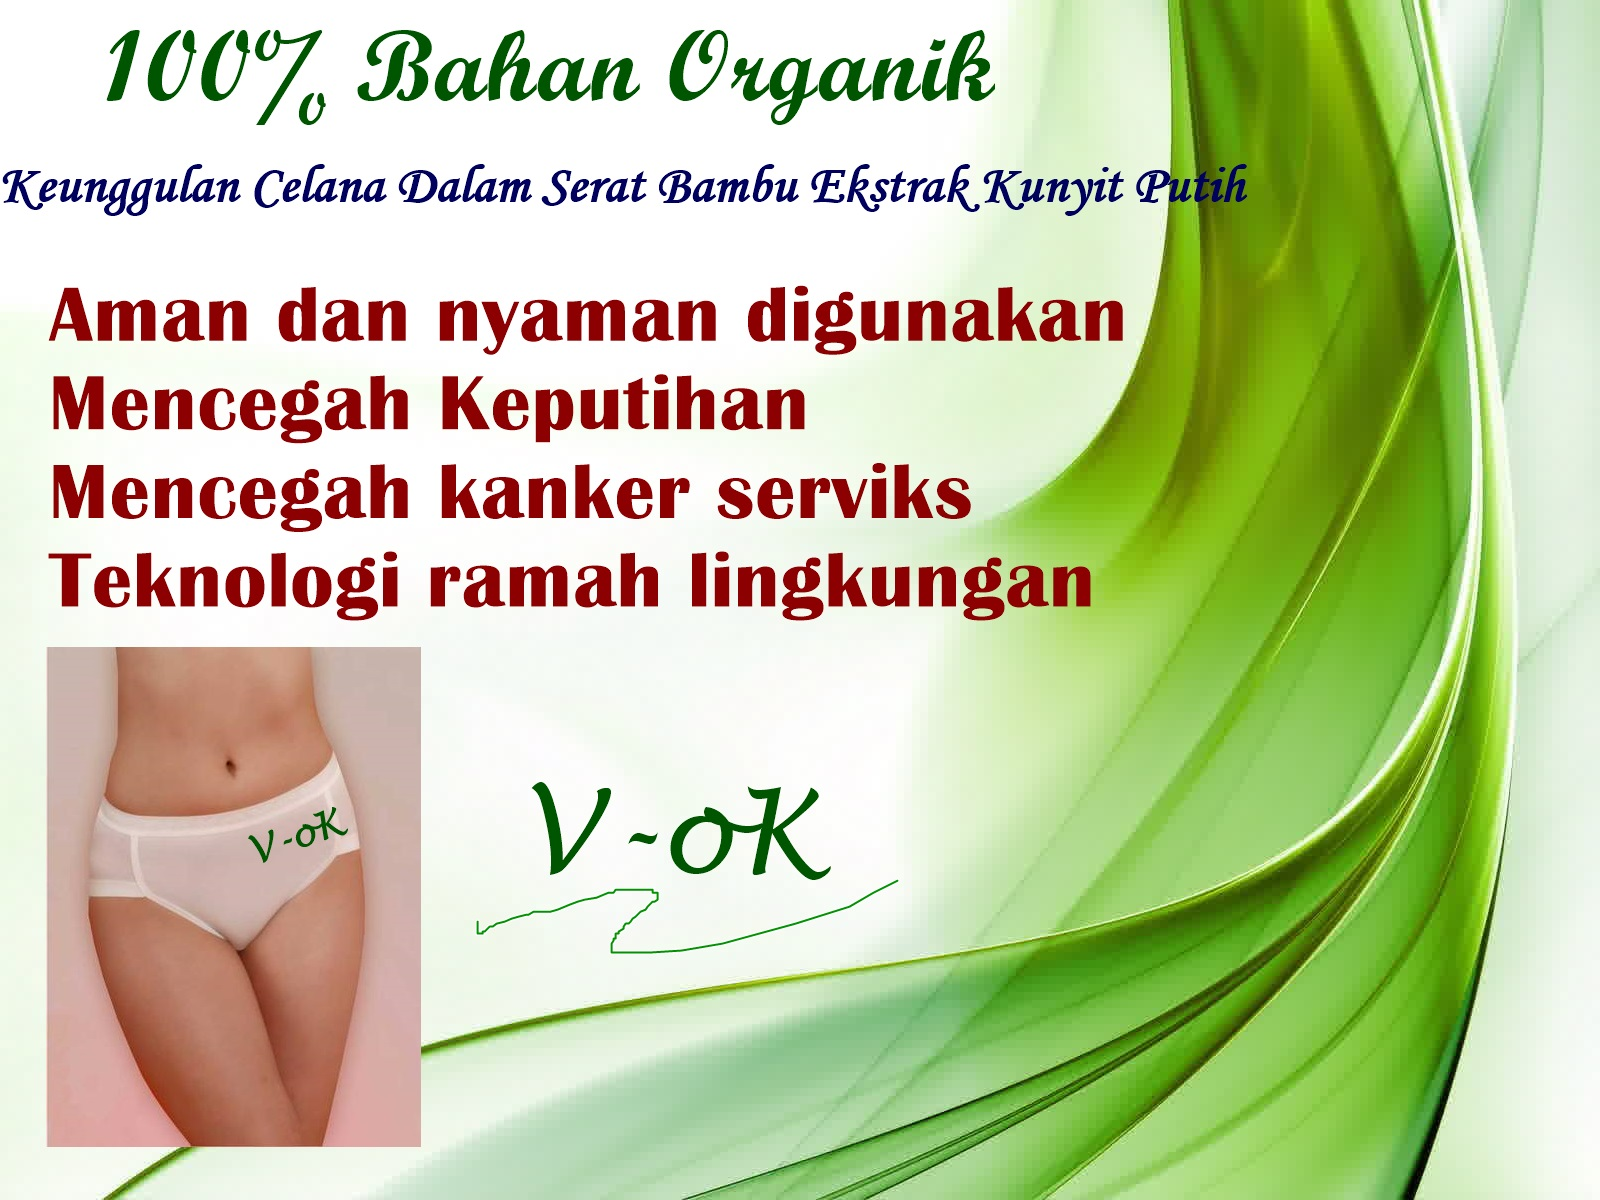 100% Bahan Organik
Keunggulan Celana Dalam Serat Bambu Ekstrak Kunyit Putih
Aman dan nyaman digunakan
Mencegah Keputihan
Mencegah kanker serviks
Teknologi ramah lingkungan
V-oK
V-oK